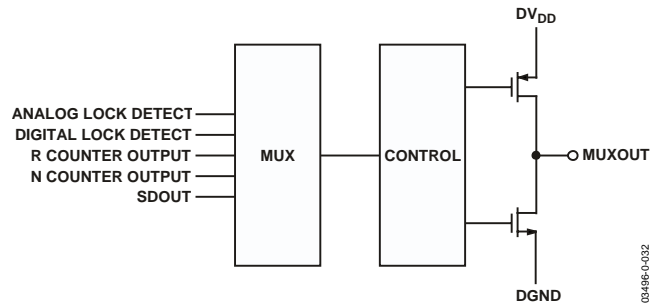 DVDD
ANALOG LOCK DETECT
DIGITAL LOCK DETECT
R COUNTER OUTPUT
N COUNTER OUTPUT
SDOUT
MUX
CONTROL
MUXOUT
DGND
03496-0-032